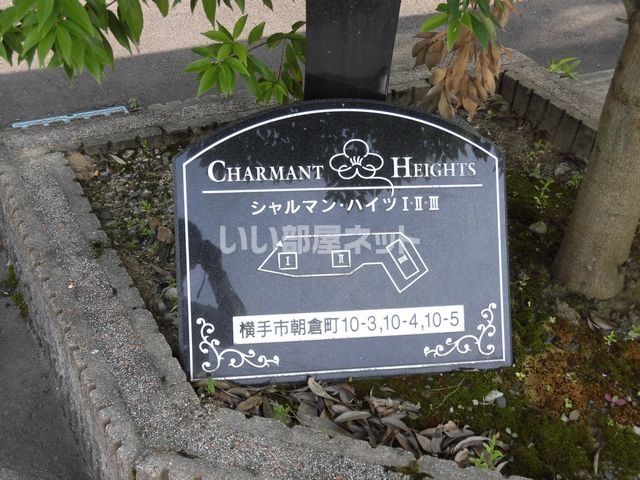 CHARMANT HEIGHTS
シャルマン・ハイツⅠ・Ⅱ・Ⅲ
いい部屋ネット
Ⅰ Ⅱ Ⅲ
横手市朝倉町10-3,10-4,10-5